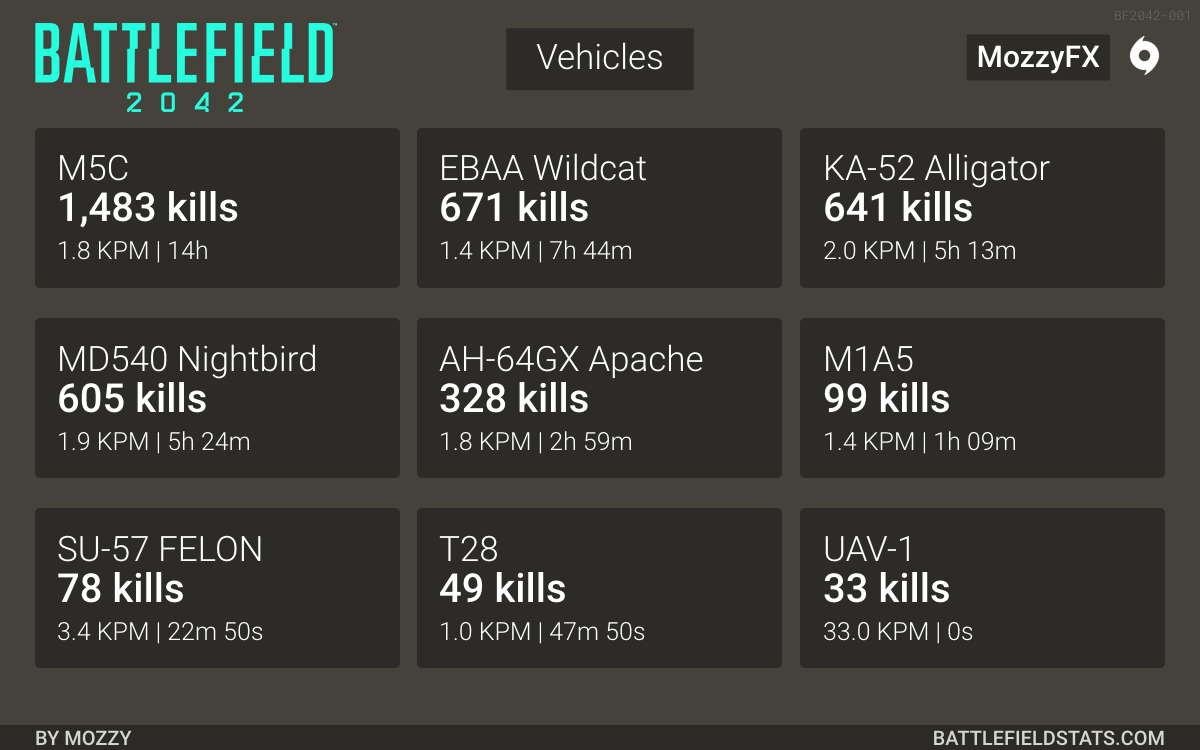 BF2042-001
BATTLEFIELD™
2042
Vehicles
MozzyFX
M5C
1,483 kills
1.8 KPM | 14h
EBAA Wildcat
671 kills
1.4 KPM | 7h 44m
KA-52 Alligator
641 kills
2.0 KPM | 5h 13m
MD540 Nightbird
605 kills
1.9 KPM | 5h 24m
AH-64GX Apache
328 kills
1.8 KPM | 2h 59m
M1A5
99 kills
1.4 KPM | 1h 09m
SU-57 FELON
78 kills
3.4 KPM | 22m 50s
T28
49 kills
1.0 KPM | 47m 50s
UAV-1
33 kills
33.0 KPM | 0s
BY MOZZY
BATTLEFIELDSTATS.COM